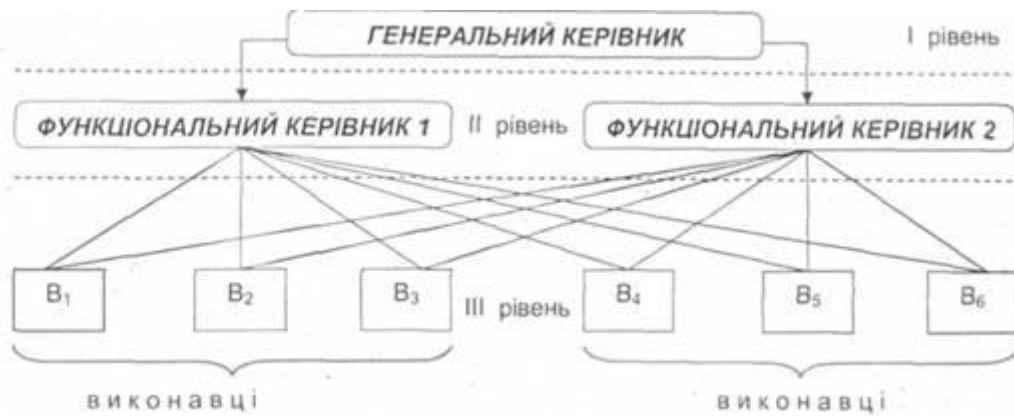 ГЕНЕРАЛЬНИЙ КЕРІВНИК
І рівень
ФУНКЦІОНАЛЬНИЙ КЕРІВНИК 1
ІІ рівень
ФУНКЦІОНАЛЬНИЙ КЕРІВНИК 2
В₁
В₂
В₃
ІІІ рівень
В₄
В₅
В₆
виконавці
виконавці